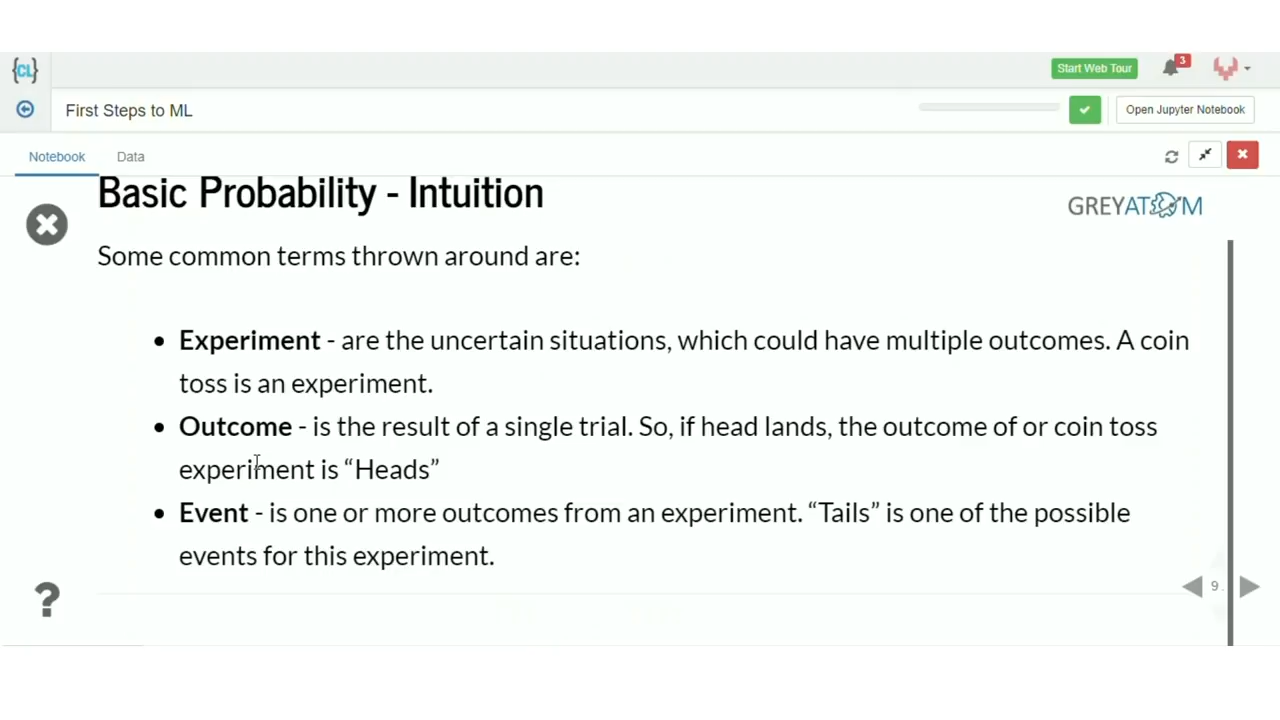 {CL}
Start Web Tour
3
First Steps to ML
Open Jupyter Notebook
Notebook
Data
Basic Probability - Intuition
GREYATOM
Some common terms thrown around are:
Experiment - are the uncertain situations, which could have multiple outcomes. A coin
toss is an experiment.
Outcome - is the result of a single trial. So, if head lands, the outcome of or coin toss
experiment is “Heads”
Event - is one or more outcomes from an experiment. “Tails” is one of the possible
events for this experiment.
?
9.